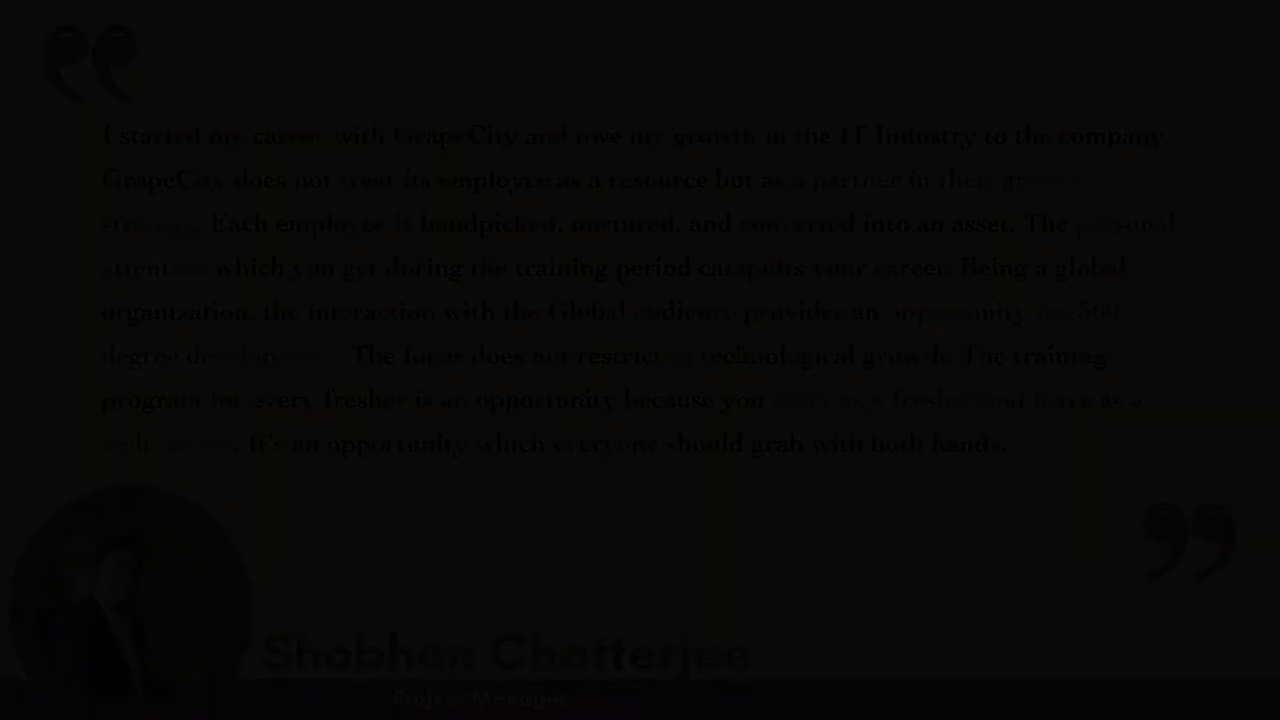 I started my career with GrapeCity and owe my growth in the IT Industry to the company
GrapeCity does not treat its employee as a resource but as a partner in their growth
strategy. Each employee is handpicked, nurtured, and converted into an asset. The personal
attention which you get during the training period catapults your career. Being a global
organization, the interaction with the Global audience provides an opportunity for 360
degree development. The focus does not restrict to technological growth. The training
program for every fresher is an opportunity because you as a fresher and leave as a
tech It's an opportunity which everyone should grab with both hands.
Shobhan Chatterjee
Project Manager